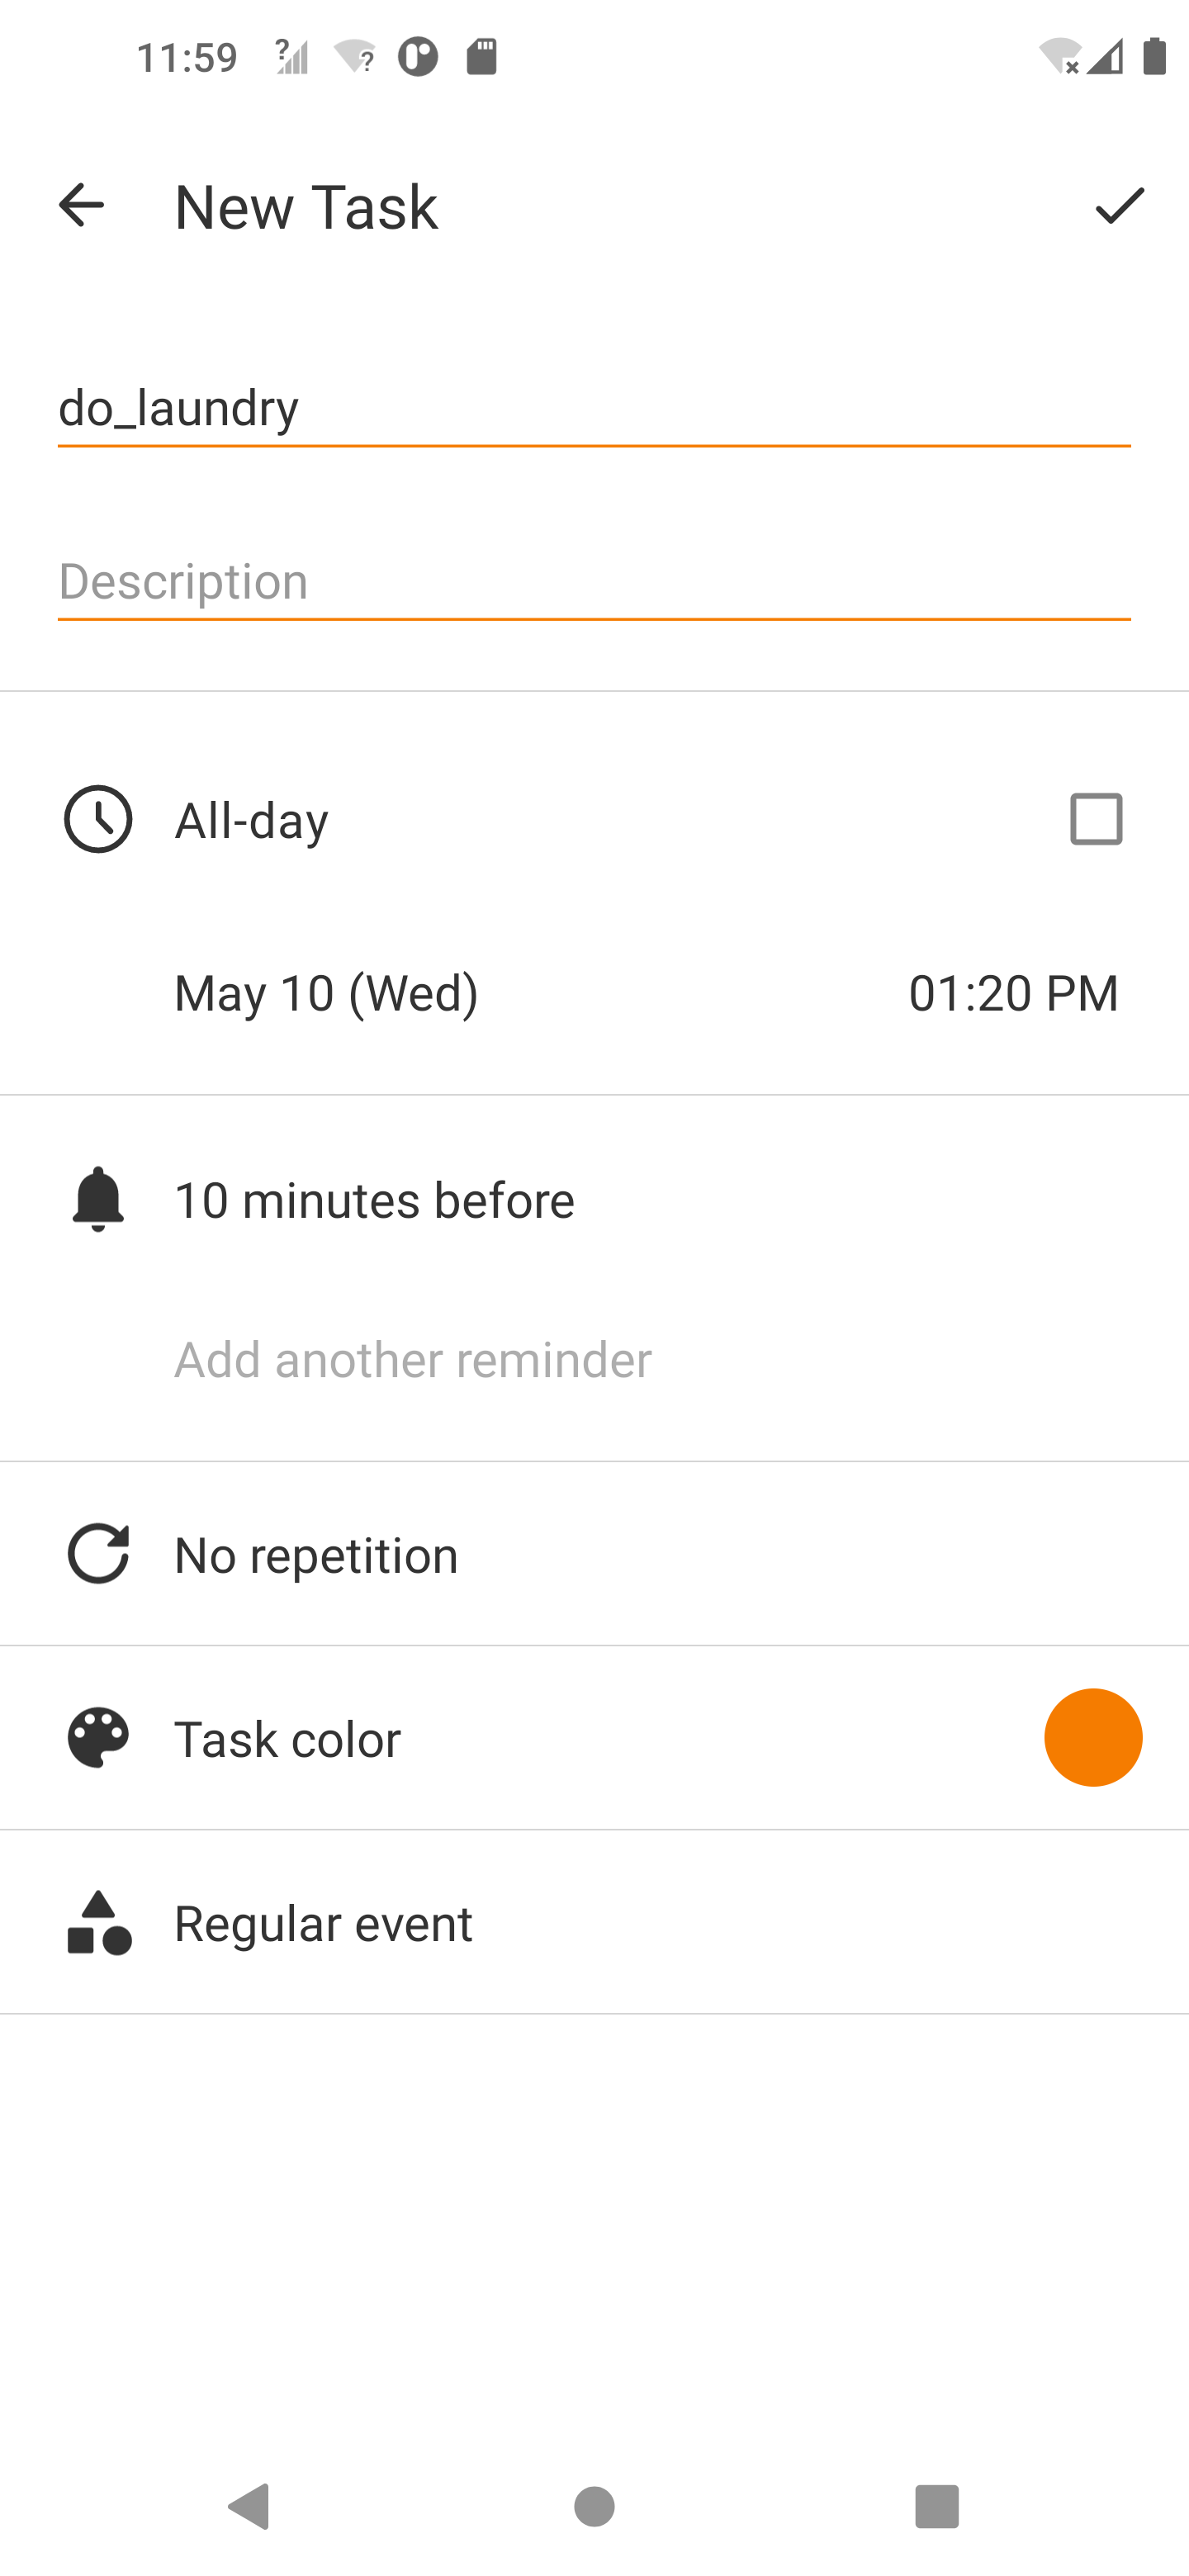 11:59
New Task
do_laundry
Description
All-day
May 10 (Wed) 01:20 PM
10 minutes before
Add another reminder
No repetition
Task color
Regular event